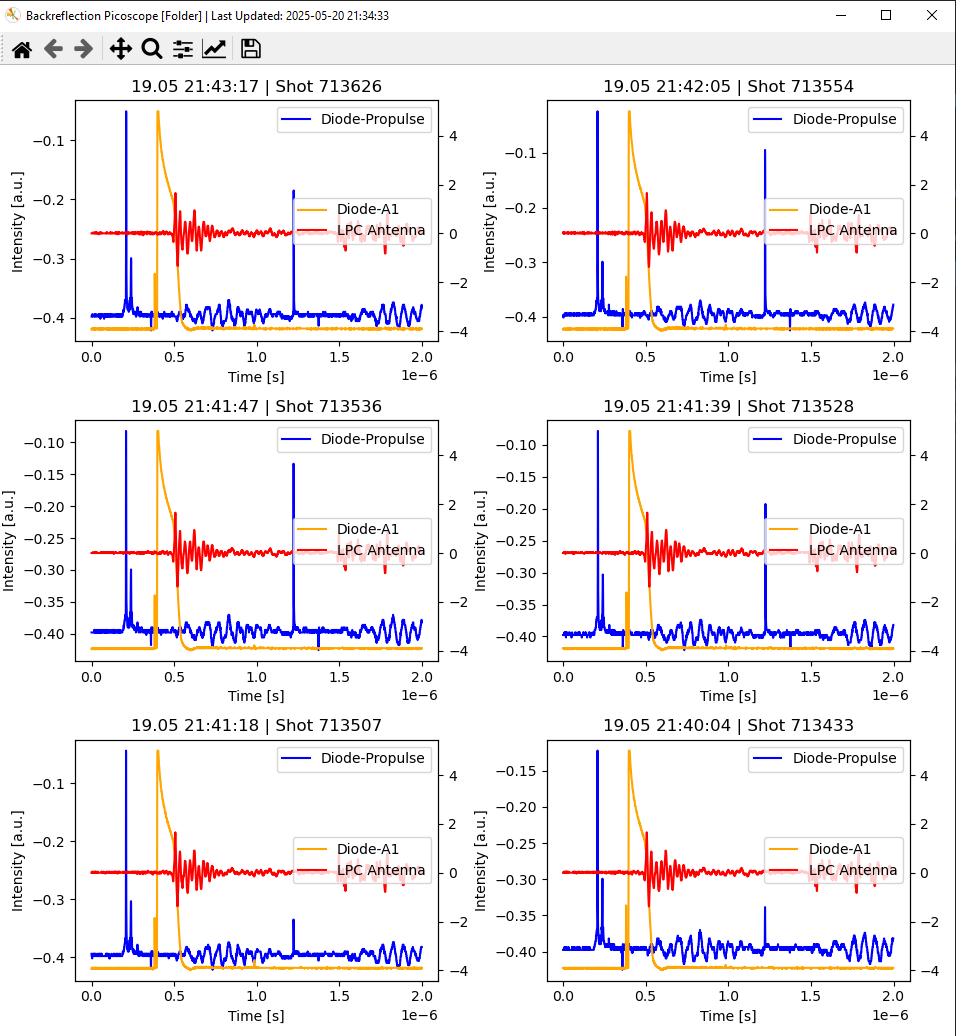 Backreflection Picoscope [Folder] | Last Updated: 2025-05-20 21:34:33
19.05 21:43:17 | Shot 713626
Diode-Propulse
Diode-A1
LPC Antenna
Intensity [a.u.]
−0.1
−0.2
−0.3
−0.4
4
2
0
−2
−4
0.0 0.5 1.0 1.5 2.0
1e−6
Time [s]
19.05 21:42:05 | Shot 713554
Diode-Propulse
Diode-A1
LPC Antenna
Intensity [a.u.]
−0.1
−0.2
−0.3
−0.4
4
2
0
−2
−4
0.0 0.5 1.0 1.5 2.0
1e−6
Time [s]
19.05 21:41:47 | Shot 713536
Diode-Propulse
Diode-A1
LPC Antenna
Intensity [a.u.]
−0.10
−0.15
−0.20
−0.25
−0.30
−0.35
−0.40
4
2
0
−2
−4
0.0 0.5 1.0 1.5 2.0
1e−6
Time [s]
19.05 21:41:39 | Shot 713528
Diode-Propulse
Diode-A1
LPC Antenna
Intensity [a.u.]
−0.10
−0.15
−0.20
−0.25
−0.30
−0.35
−0.40
4
2
0
−2
−4
0.0 0.5 1.0 1.5 2.0
1e−6
Time [s]
19.05 21:41:18 | Shot 713507
Diode-Propulse
Diode-A1
LPC Antenna
Intensity [a.u.]
−0.1
−0.2
−0.3
−0.4
4
2
0
−2
−4
0.0 0.5 1.0 1.5 2.0
1e−6
Time [s]
19.05 21:40:04 | Shot 713433
Diode-Propulse
Diode-A1
LPC Antenna
Intensity [a.u.]
−0.15
−0.20
−0.25
−0.30
−0.35
−0.40
4
2
0
−2
−4
0.0 0.5 1.0 1.5 2.0
1e−6
Time [s]